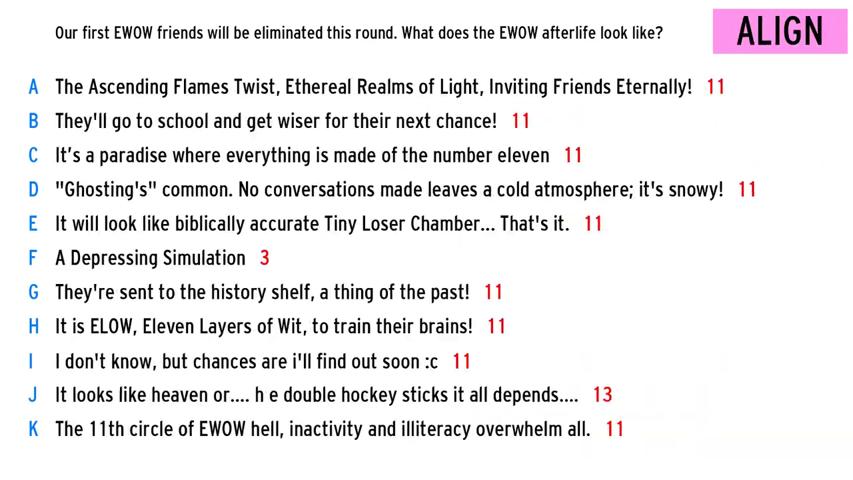 Our first EWOW friends will be eliminated this round. What does the EWOW afterlife look like?
ALIGN
A The Ascending Flames Twist, Ethereal Realms of Light, Inviting Friends Eternally! 11
B They'll go to school and get wiser for their next chance! 11
C It’s a paradise where everything is made of the number eleven 11
D "Ghosting's" common. No conversations made leaves a cold atmosphere; it's snowy! 11
E It will look like biblically accurate Tiny Loser Chamber... That's it. 11
F A Depressing Simulation 3
G They're sent to the history shelf, a thing of the past! 11
H It is ELOW, Eleven Layers of Wit, to train their brains! 11
I I don't know, but chances are i'll find out soon :c 11
J It looks like heaven or.... h e double hockey sticks it all depends.... 13
K The 11th circle of EWOW hell, inactivity and illiteracy overwhelm all. 11